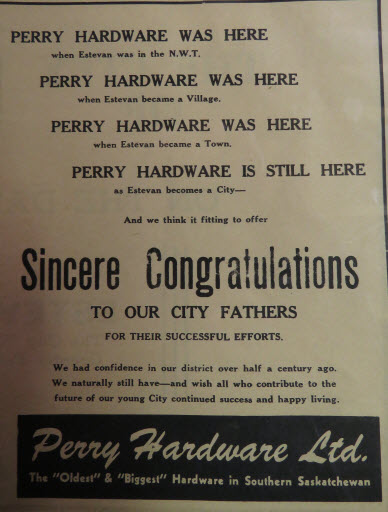 PERRY HARDWARE WAS HERE
when Estevan was in the N.W.T.
PERRY HARDWARE WAS HERE
when Estevan became a Village.
PERRY HARDWARE WAS HERE
when Estevan became a Town.
PERRY HARDWARE IS STILL HERE
as Estevan becomes a City—
And we think it fitting to offer
Sincere Congratulations
TO OUR CITY FATHERS
FOR THEIR SUCCESSFUL EFFORTS.
We had confidence in our district over half a century ago.
We naturally still have—and wish all who contribute to the
future of our young City continued success and happy living.
Perry Hardware Ltd.
The "Oldest" & "Biggest" Hardware in Southern Saskatchewan